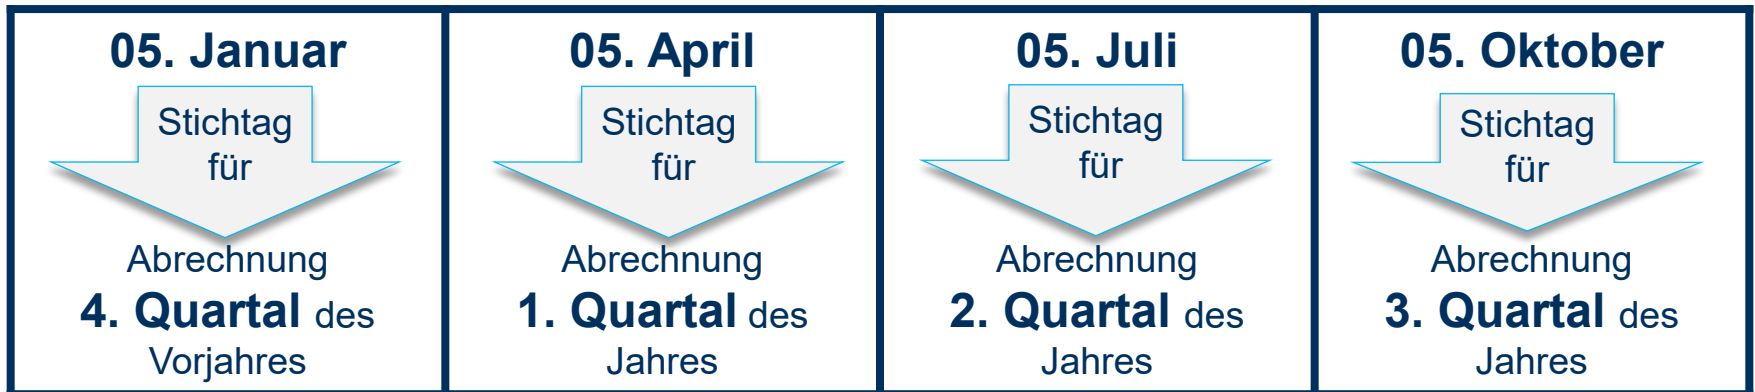 05. Januar
Stichtag
für
Abrechnung
4. Quartal des
Vorjahres
05. April
Stichtag
für
Abrechnung
1. Quartal des
Jahres
05. Juli
Stichtag
für
Abrechnung
2. Quartal des
Jahres
05. Oktober
Stichtag
für
Abrechnung
3. Quartal des
Jahres